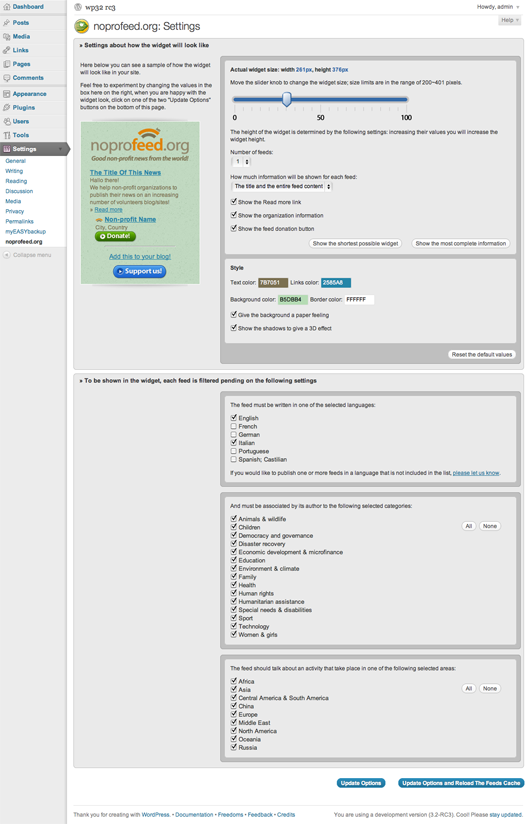 wp32 rc3
Howdy, admin
Help
Dashboard
Posts
Media
Links
Pages
Comments
Appearance
Plugins
Users
Tools
Settings
General
Writing
Reading
Discussion
Media
Privacy
Permalinks
myEASYbackup
noprofeed.org
Collapse menu
noprofeed.org: Settings
» Settings about how the widget will look like
Here below you can see a sample of how the widget
will look like in your site.
Feel free to experiment by changing the values in the
box here on the right, when you are happy with the
widget look, click on one of the two "Update Options"
buttons on the bottom of this page.
noprofeed.org
Good non-profit news from the world!
The Title Of This News
Hello there!
We help non-profit organizations to
publish their news on an increasing
number of volunteers blog/sites!
» Read more
Non-profit Name
City, Country
Donate!
Add this to your blog!
Support us!
Actual widget size: width 261px, height 376px
Move the slider knob to change the widget size; size limits are in the range of 200~401 pixels.
0 50 100
The height of the widget is determined by the following settings: increasing their values you will increase the
widget height.
Number of feeds:
1
How much information will be shown for each feed:
The title and the entire feed content
Show the Read more link
Show the organization information
Show the feed donation button
Show the shortest possible widget
Show the most complete information
Style
Text color: 7B7051 Links color: 2585A8
Background color: B5DBB4 Border color: FFFFFF
Give the background a paper feeling
Show the shadows to give a 3D effect
Reset the default values
» To be shown in the widget, each feed is filtered pending on the following settings
The feed must be written in one of the selected languages:
English
French
German
Italian
Portuguese
Spanish; Castilian
If you would like to publish one or more feeds in a language that is not included in the list, please let us know.
And must be associated by its author to the following selected categories:
All None
Animals & wildlife
Children
Democracy and governance
Disaster recovery
Economic development & microfinance
Education
Environment & climate
Family
Health
Human rights
Humanitarian assistance
Special needs & disabilities
Sport
Technology
Women & girls
The feed should talk about an activity that take place in one of the following selected areas:
All None
Africa
Asia
Central America & South America
China
Europe
Middle East
North America
Oceania
Russia
Update Options
Update Options and Reload The Feeds Cache
Thank you for creating with WordPress. • Documentation • Freedoms • Feedback • Credits
You are using a development version (3.2-RC3). Cool! Please stay updated.